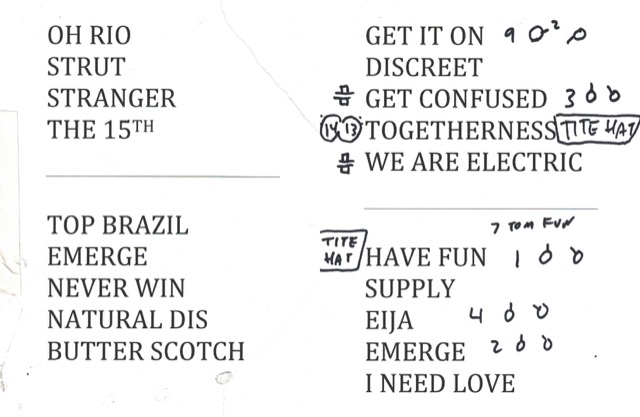 OH RIO
STRUT
STRANGER
THE 15TH
TOP BRAZIL
EMERGE
NEVER WIN
NATURAL DIS
BUTTER SCOTCH
GET IT ON 9
DISCREET
GET CONFUSED 3
14 13 TOGETHERNESS TITE HAT
WE ARE ELECTRIC
7 TOM FUN
TITE HAT HAVE FUN 1
SUPPLY
EIJA 4
EMERGE 2
I NEED LOVE